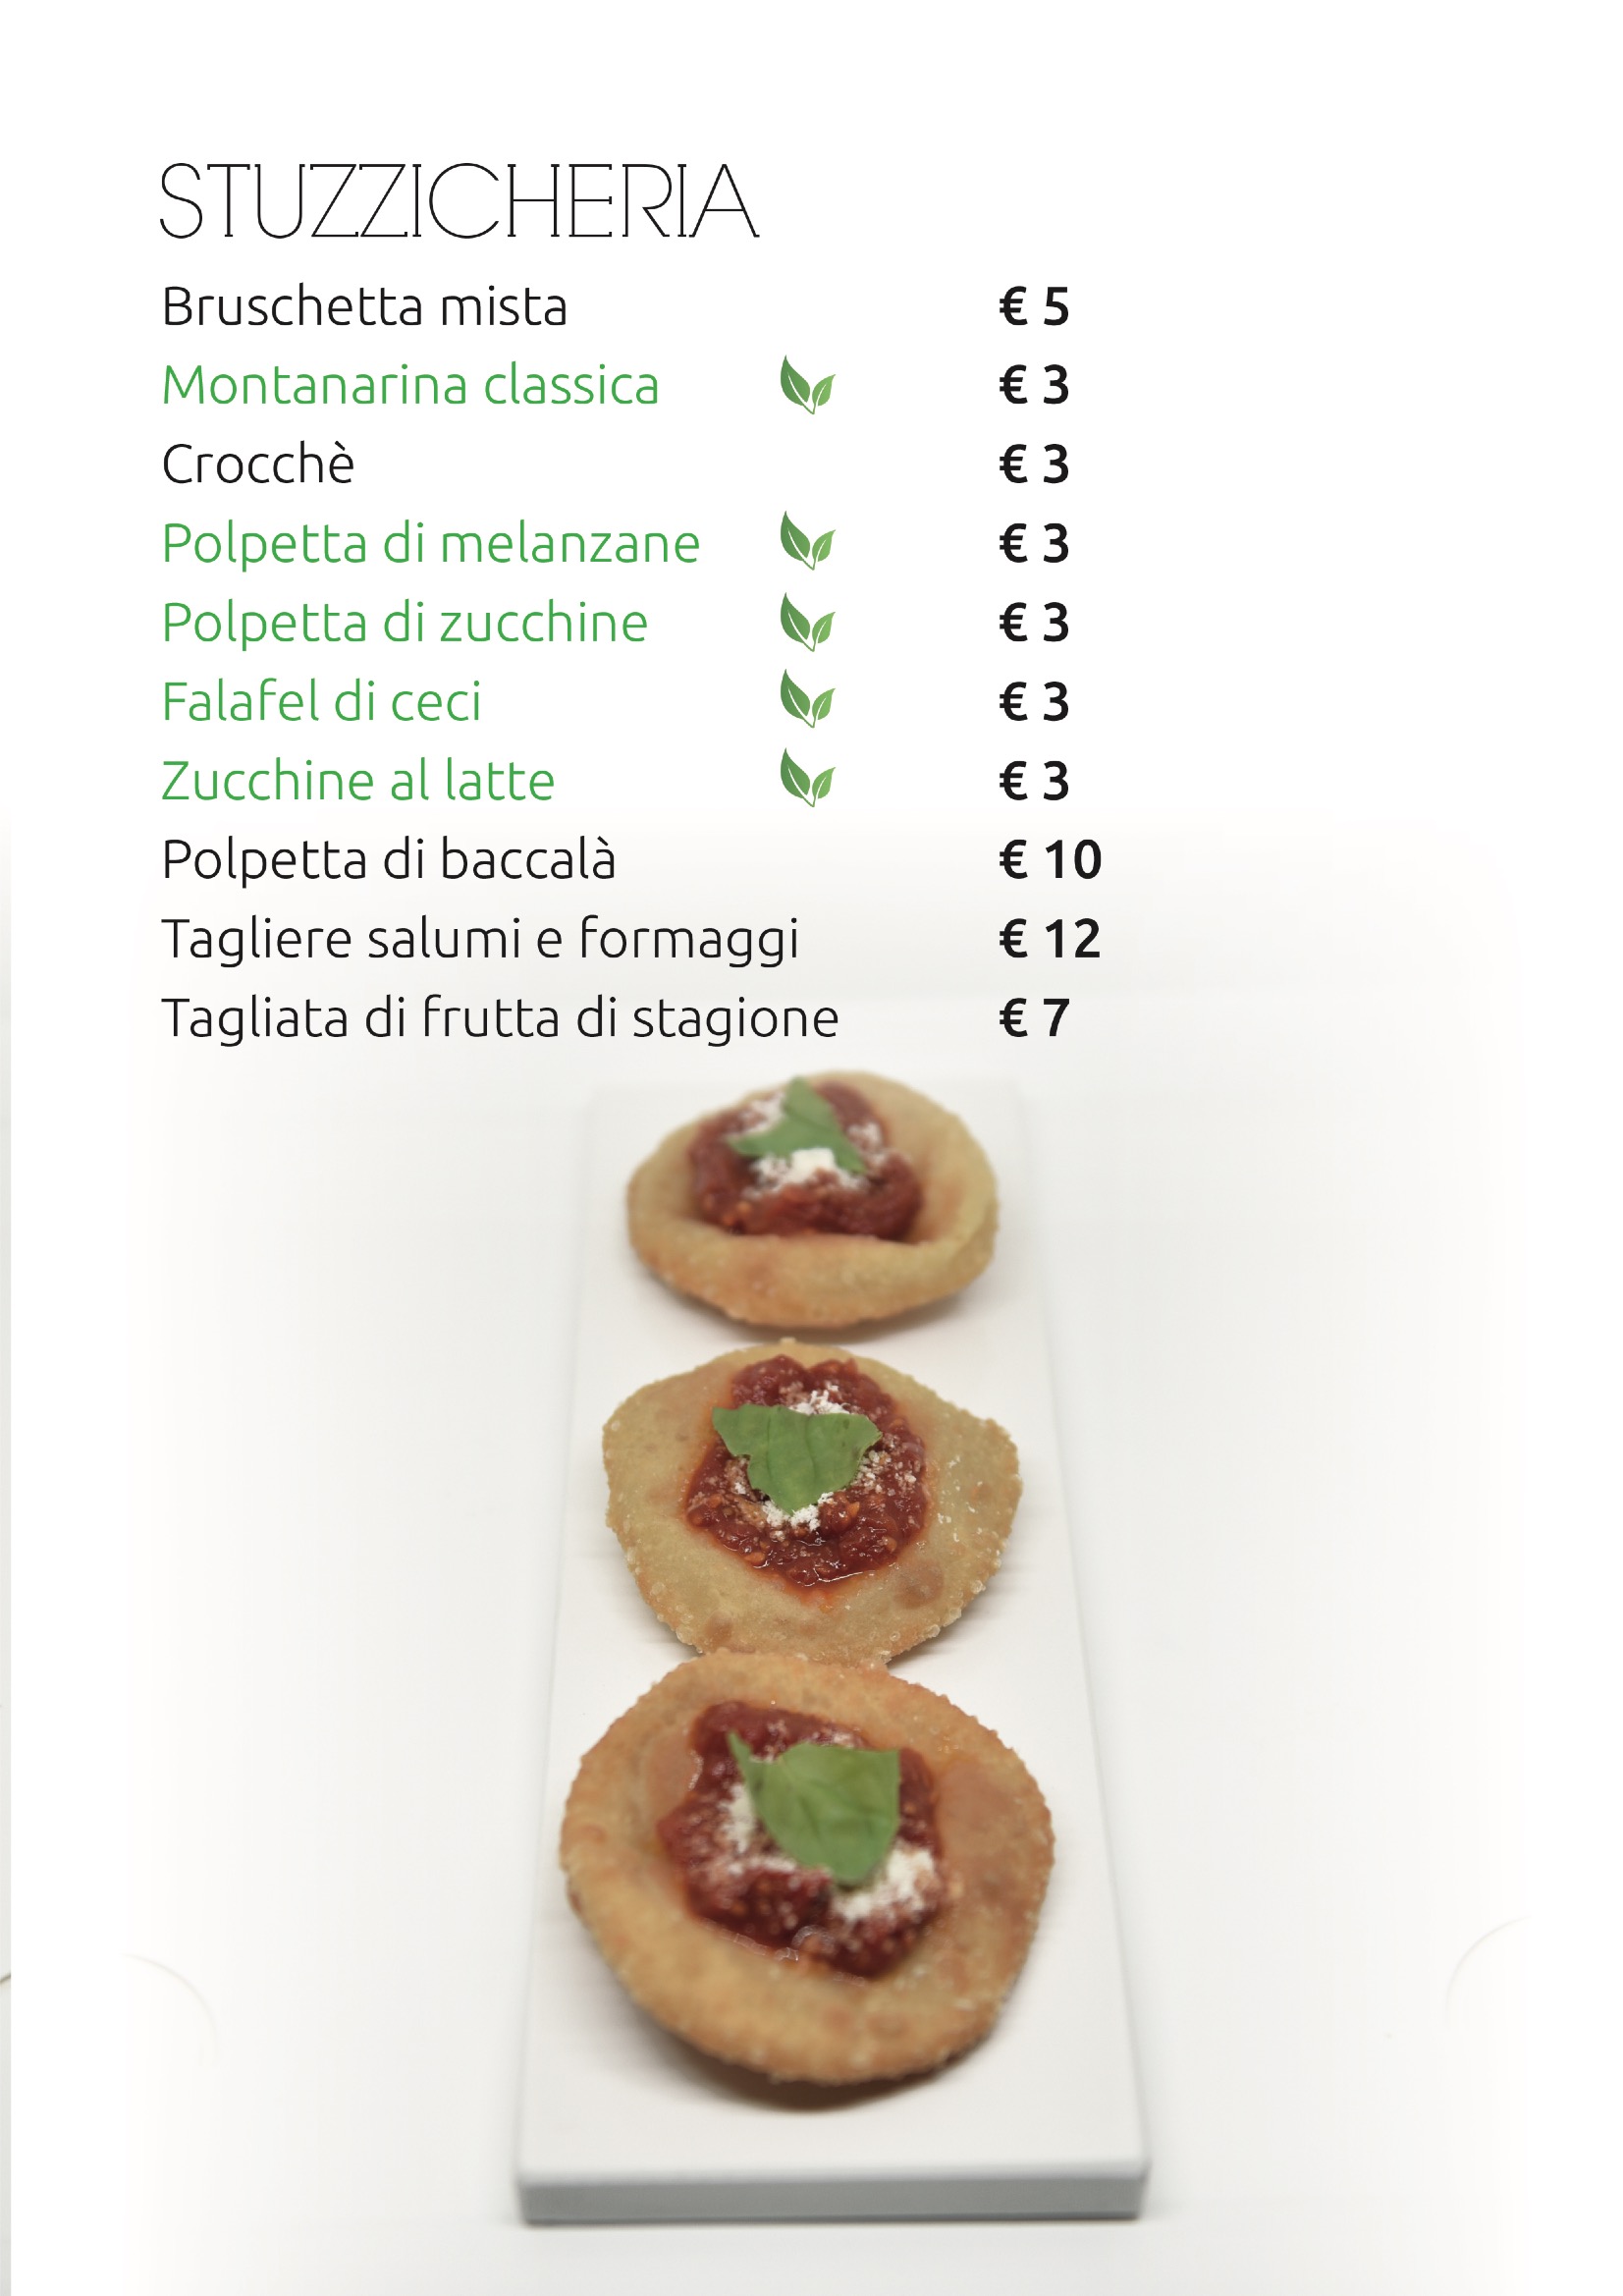 STUZZICHERIA
Bruschetta mista € 5
Montanarina classica € 3
Crocchè € 3
Polpetta di melanzane € 3
Polpetta di zucchine € 3
Falafel di ceci € 3
Zucchine al latte € 3
Polpetta di baccalà € 10
Tagliere salumi e formaggi € 12
Tagliata di frutta di stagione € 7